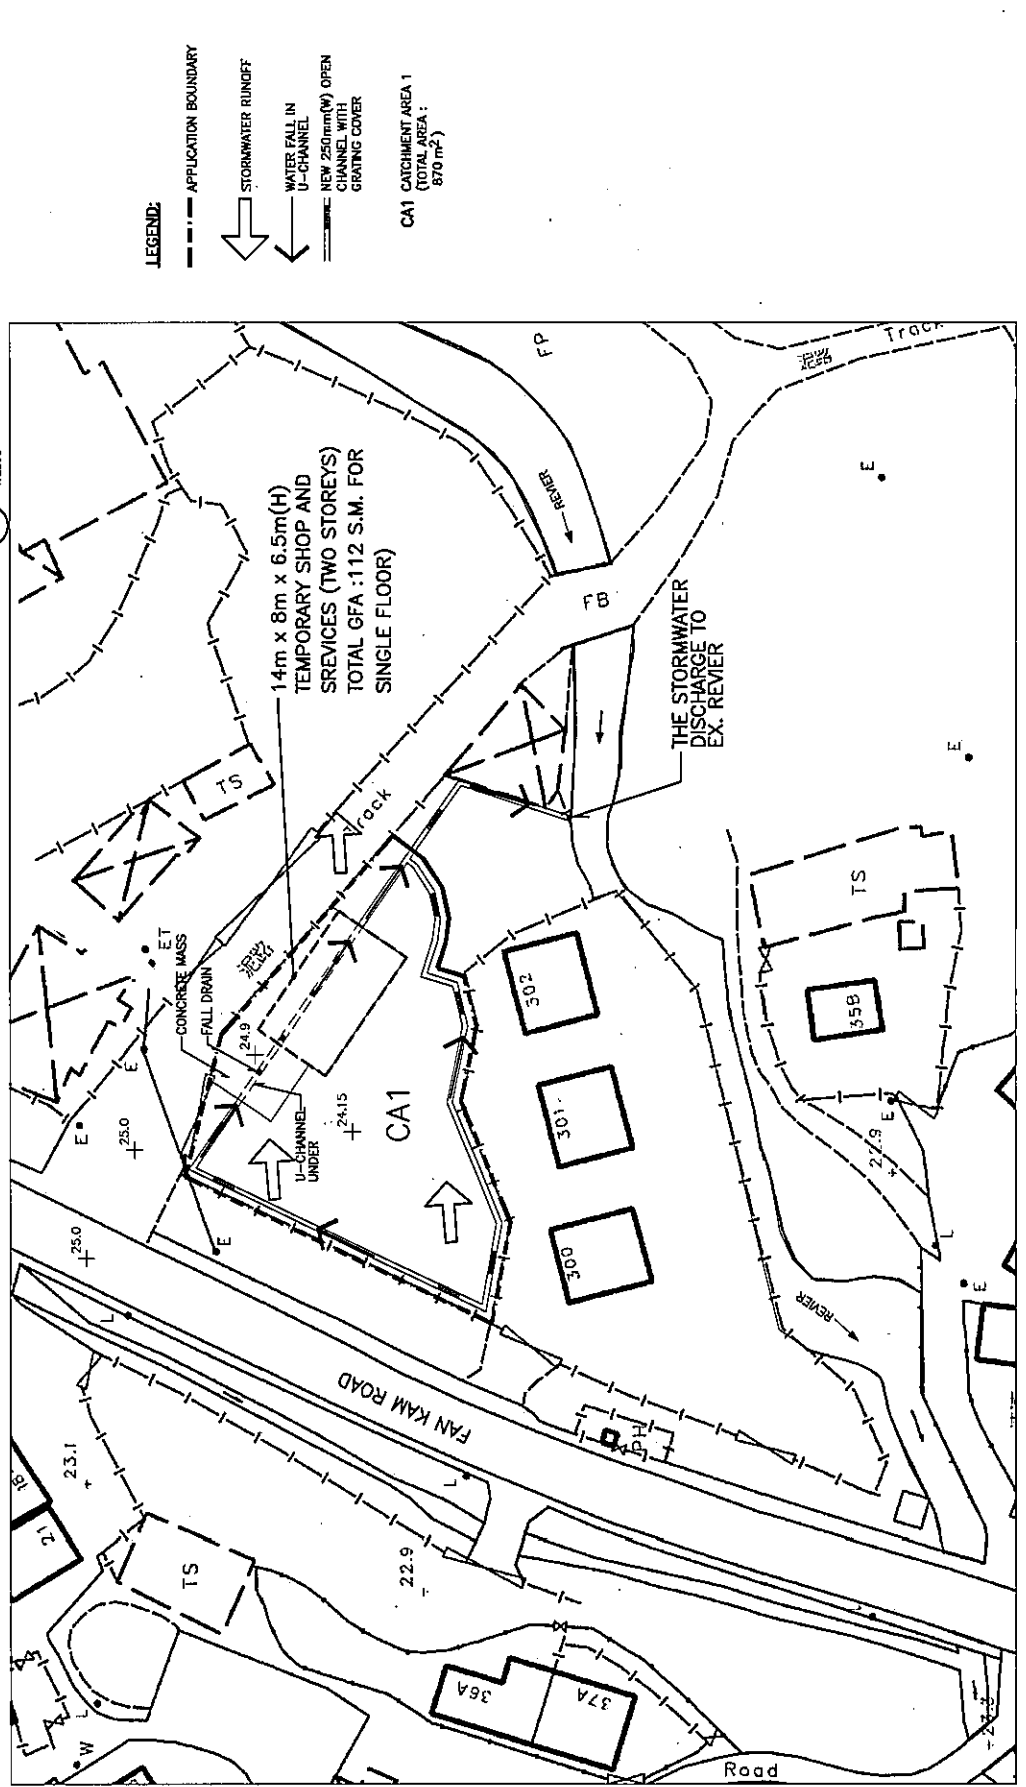 LEGEND:
APPLICATION BOUNDARY
STORMWATER RUNOFF
WATER FALL IN
U-CHANNEL
NEW 250mm(W) OPEN
CHANNEL WITH
GRATING COVER
CA1 CATCHMENT AREA 1
(TOTAL AREA :
870 m²)
14m x 8m x 6.5m(H)
TEMPORARY SHOP AND
SREVICES (TWO STOREYS)
TOTAL GFA :112 S.M. FOR
SINGLE FLOOR)
THE STORMWATER
DISCHARGE TO
EX. REVIER
CONCRETE MASS
FALL DRAIN
U-CHANNEL
UNDER
CA1
24.9
24.15
25.0
25.0
泥路
Track
FP
REVIER
FB
泥路
Track
TS
ET
E
E
E
E
E
302
301
300
TS
35B
E
22.9
L
E
REVIER
FAN KAM ROAD
L
L
PH
23.1
21
TS
22.9
36A
37A
L
W
Road